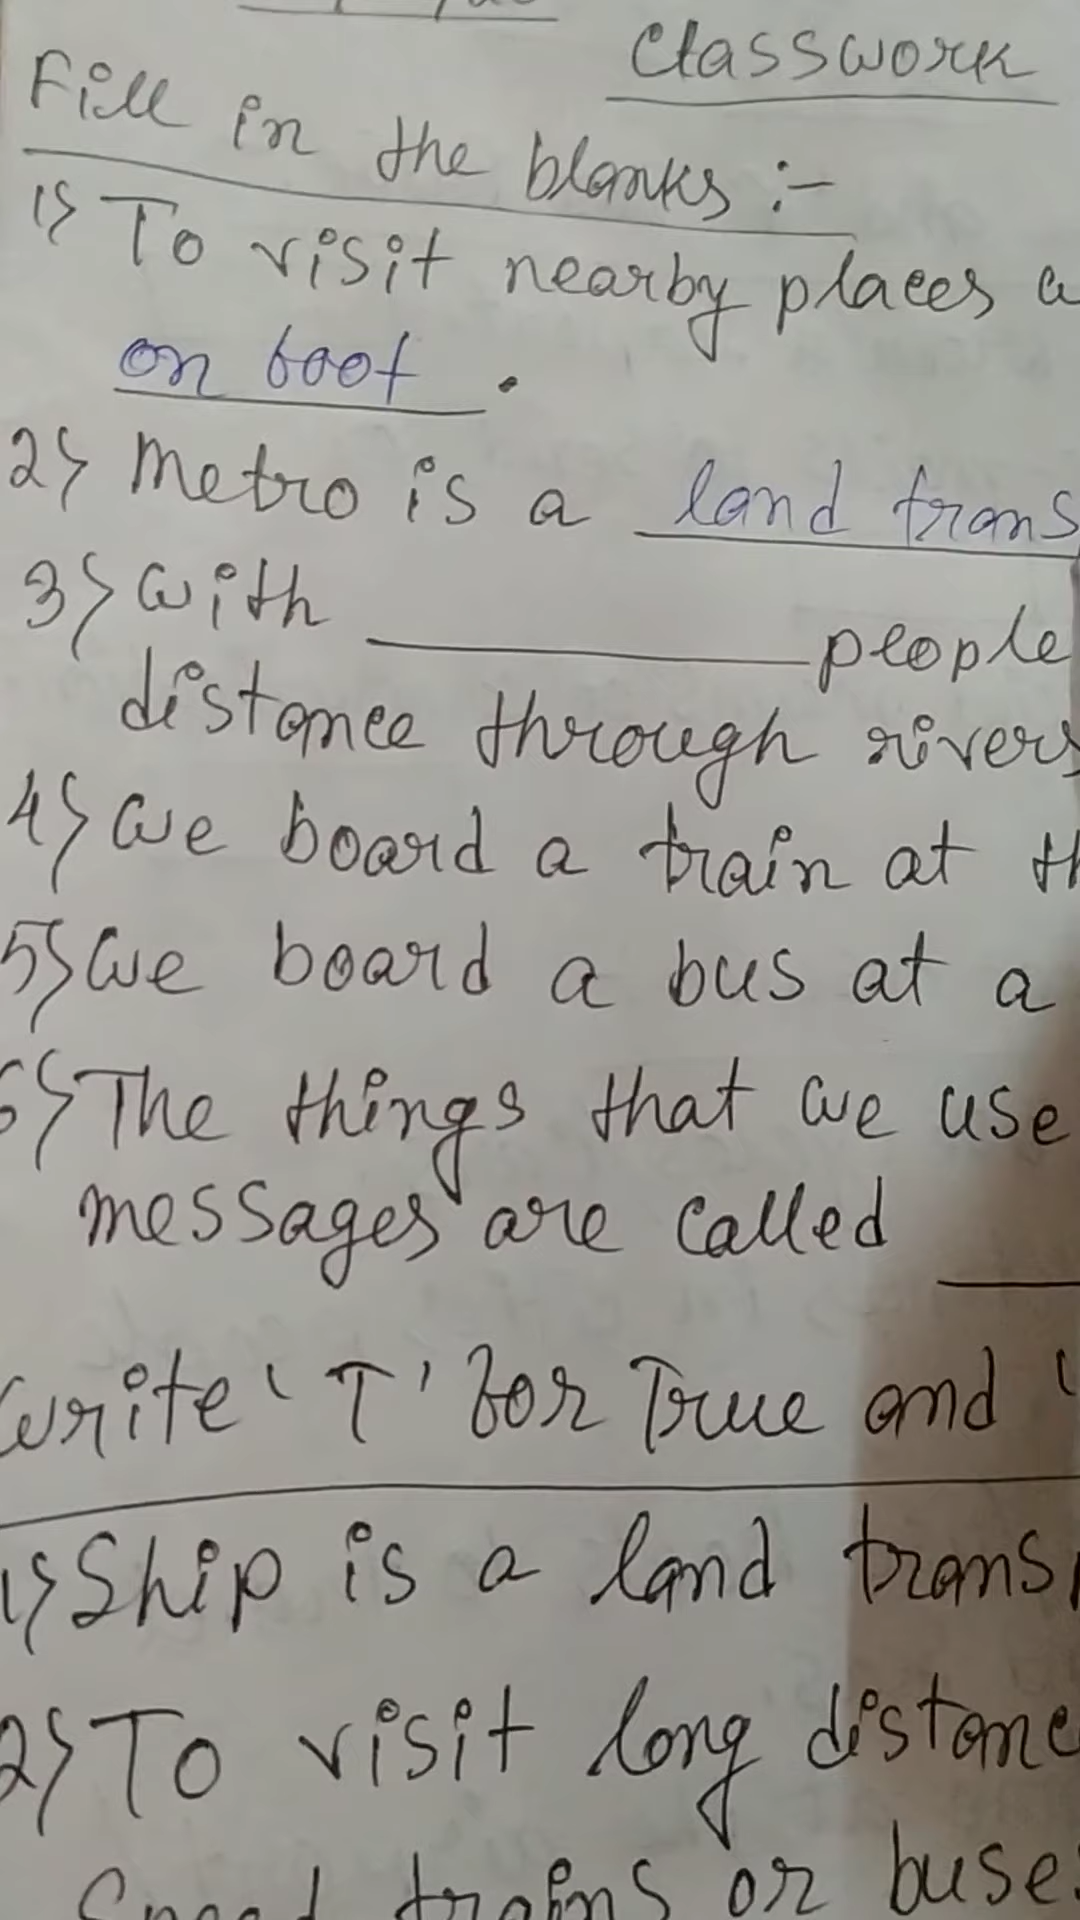 Classwork
Fill in the blanks :-
1) To visit nearby places
on foot .
2) Metro is a land trans
3) With ________ people
distance through rivers
4) We board a train at
5) We board a bus at a
6) The things that we use
messages are called ____
Write 'T' for True and '
1) Ship is a land trans
2) To visit long distanc
trains or buses